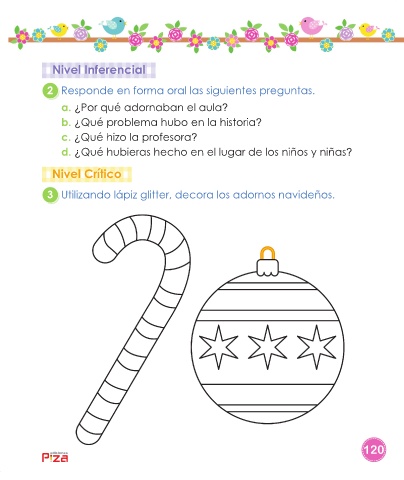 Nivel Inferencial
2 Responde en forma oral las siguientes preguntas.
a. ¿Por qué adornaban el aula?
b. ¿Qué problema hubo en la historia?
c. ¿Qué hizo la profesora?
d. ¿Qué hubieras hecho en el lugar de los niños y niñas?
Nivel Crítico
3 Utilizando lápiz glitter, decora los adornos navideños.
Piza
120